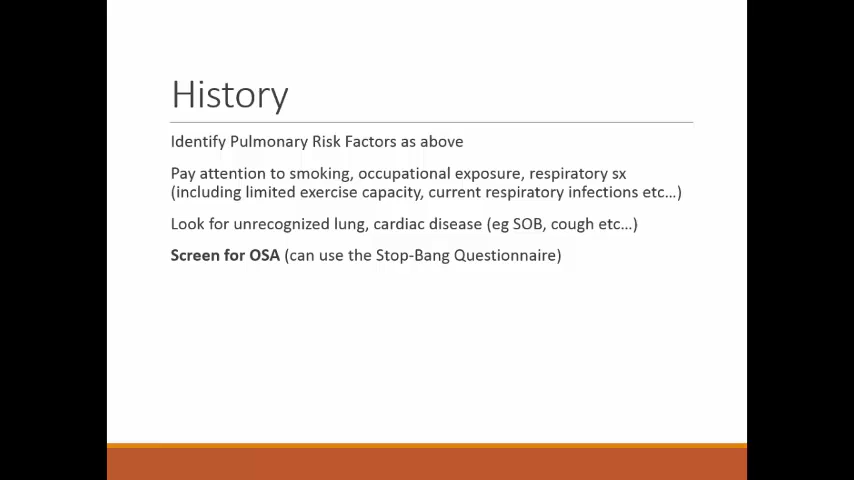 History
Identify Pulmonary Risk Factors as above
Pay attention to smoking, occupational exposure, respiratory sx
(including limited exercise capacity, current respiratory infections etc…)
Look for unrecognized lung, cardiac disease (eg SOB, cough etc…)
Screen for OSA (can use the Stop-Bang Questionnaire)